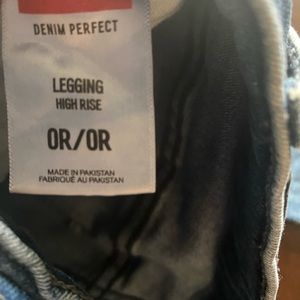 DENIM PERFECT
LEGGING
HIGH RISE
0R/0R
MADE IN PAKISTAN
FABRIQUÉ AU PAKISTAN